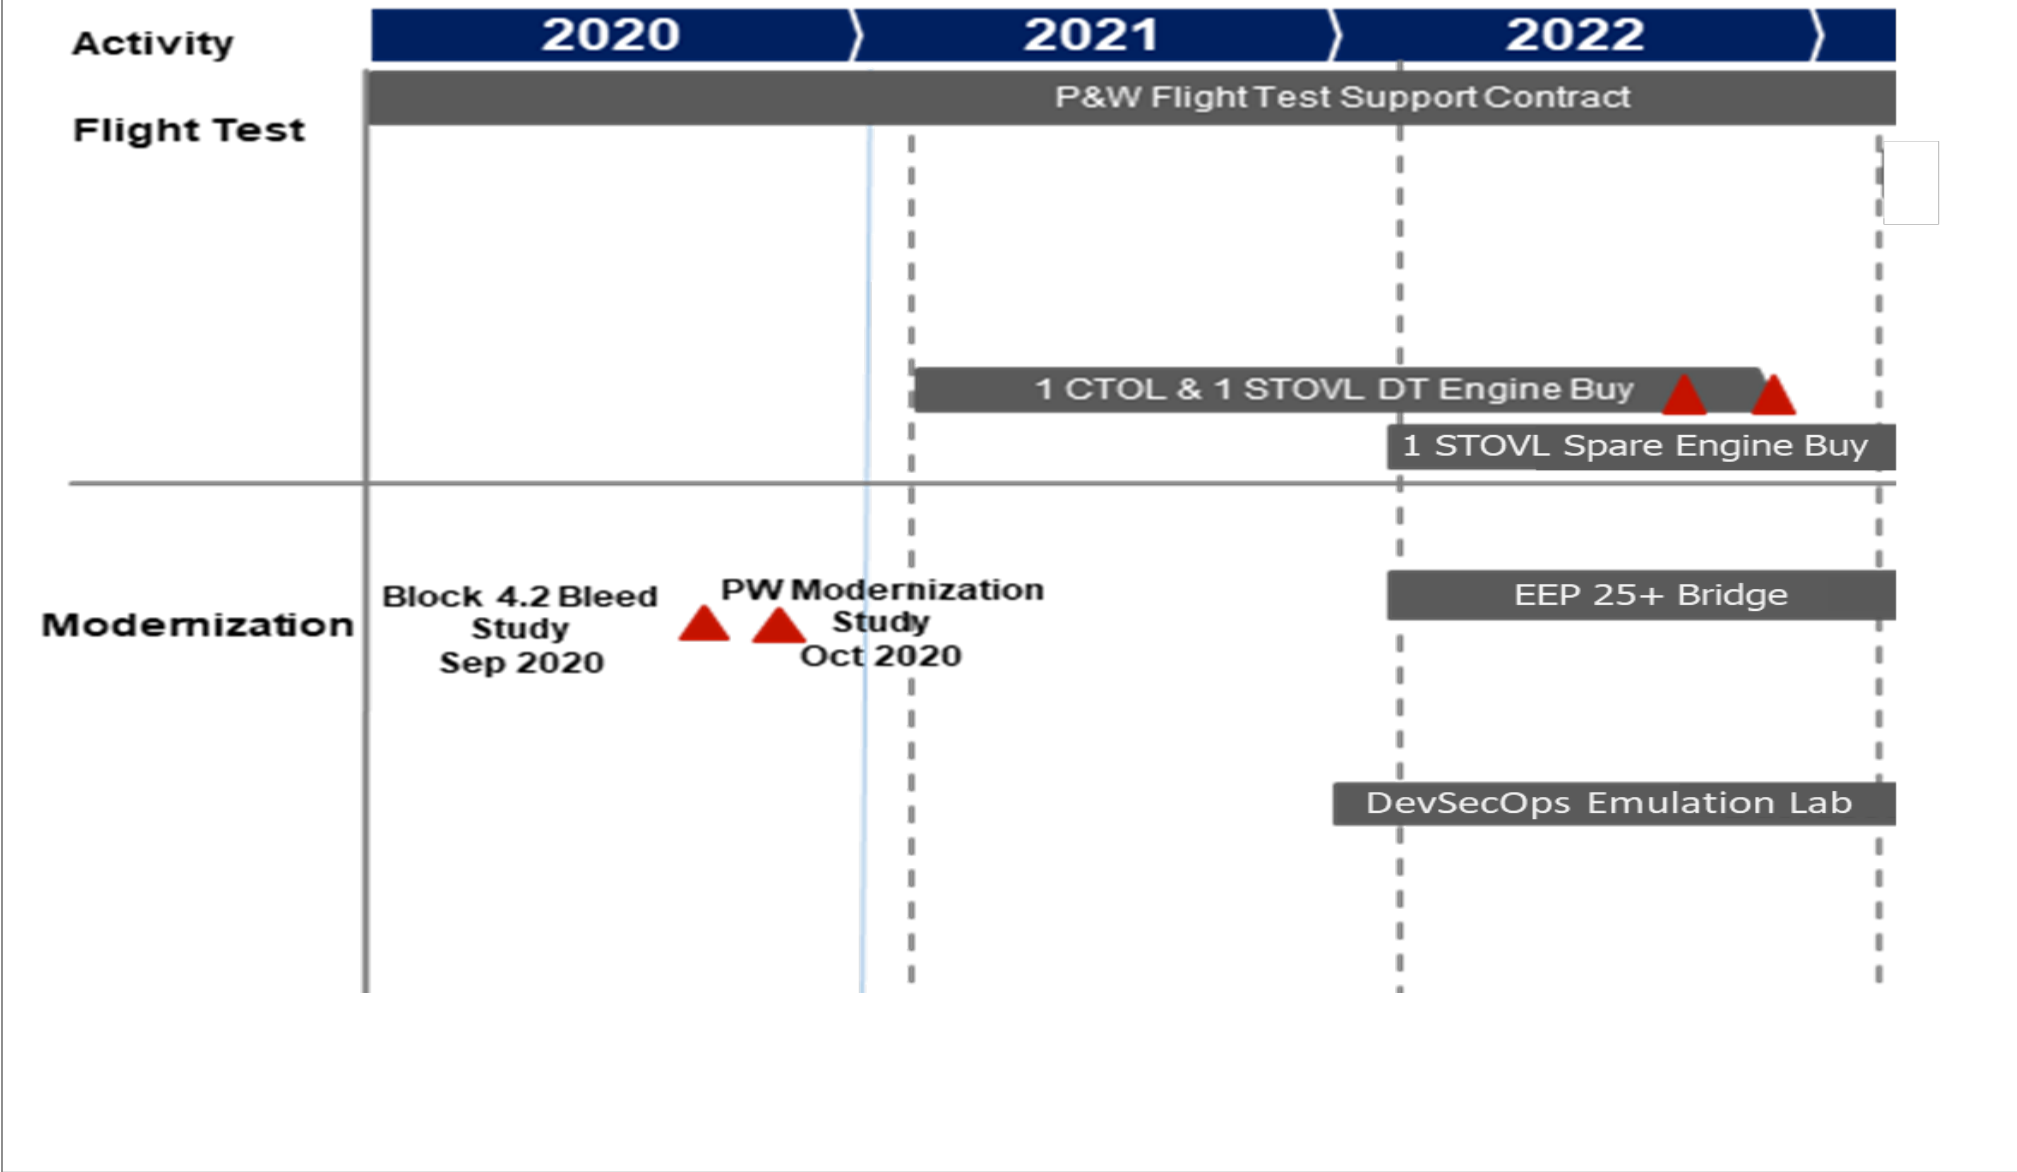 Activity
2020
2021
2022
Flight Test
P&W Flight Test Support Contract
1 CTOL & 1 STOVL DT Engine Buy
1 STOVL Spare Engine Buy
Modernization
Block 4.2 Bleed
Study
Sep 2020
PW Modernization
Study
Oct 2020
EEP 25+ Bridge
DevSecOps Emulation Lab